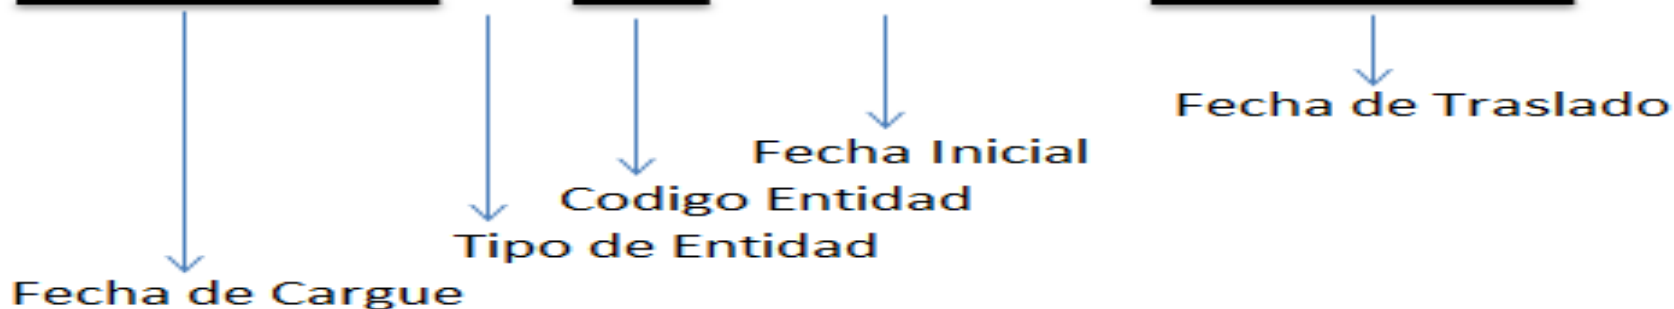 Fecha de Traslado
Fecha Inicial
Codigo Entidad
Tipo de Entidad
Fecha de Cargue